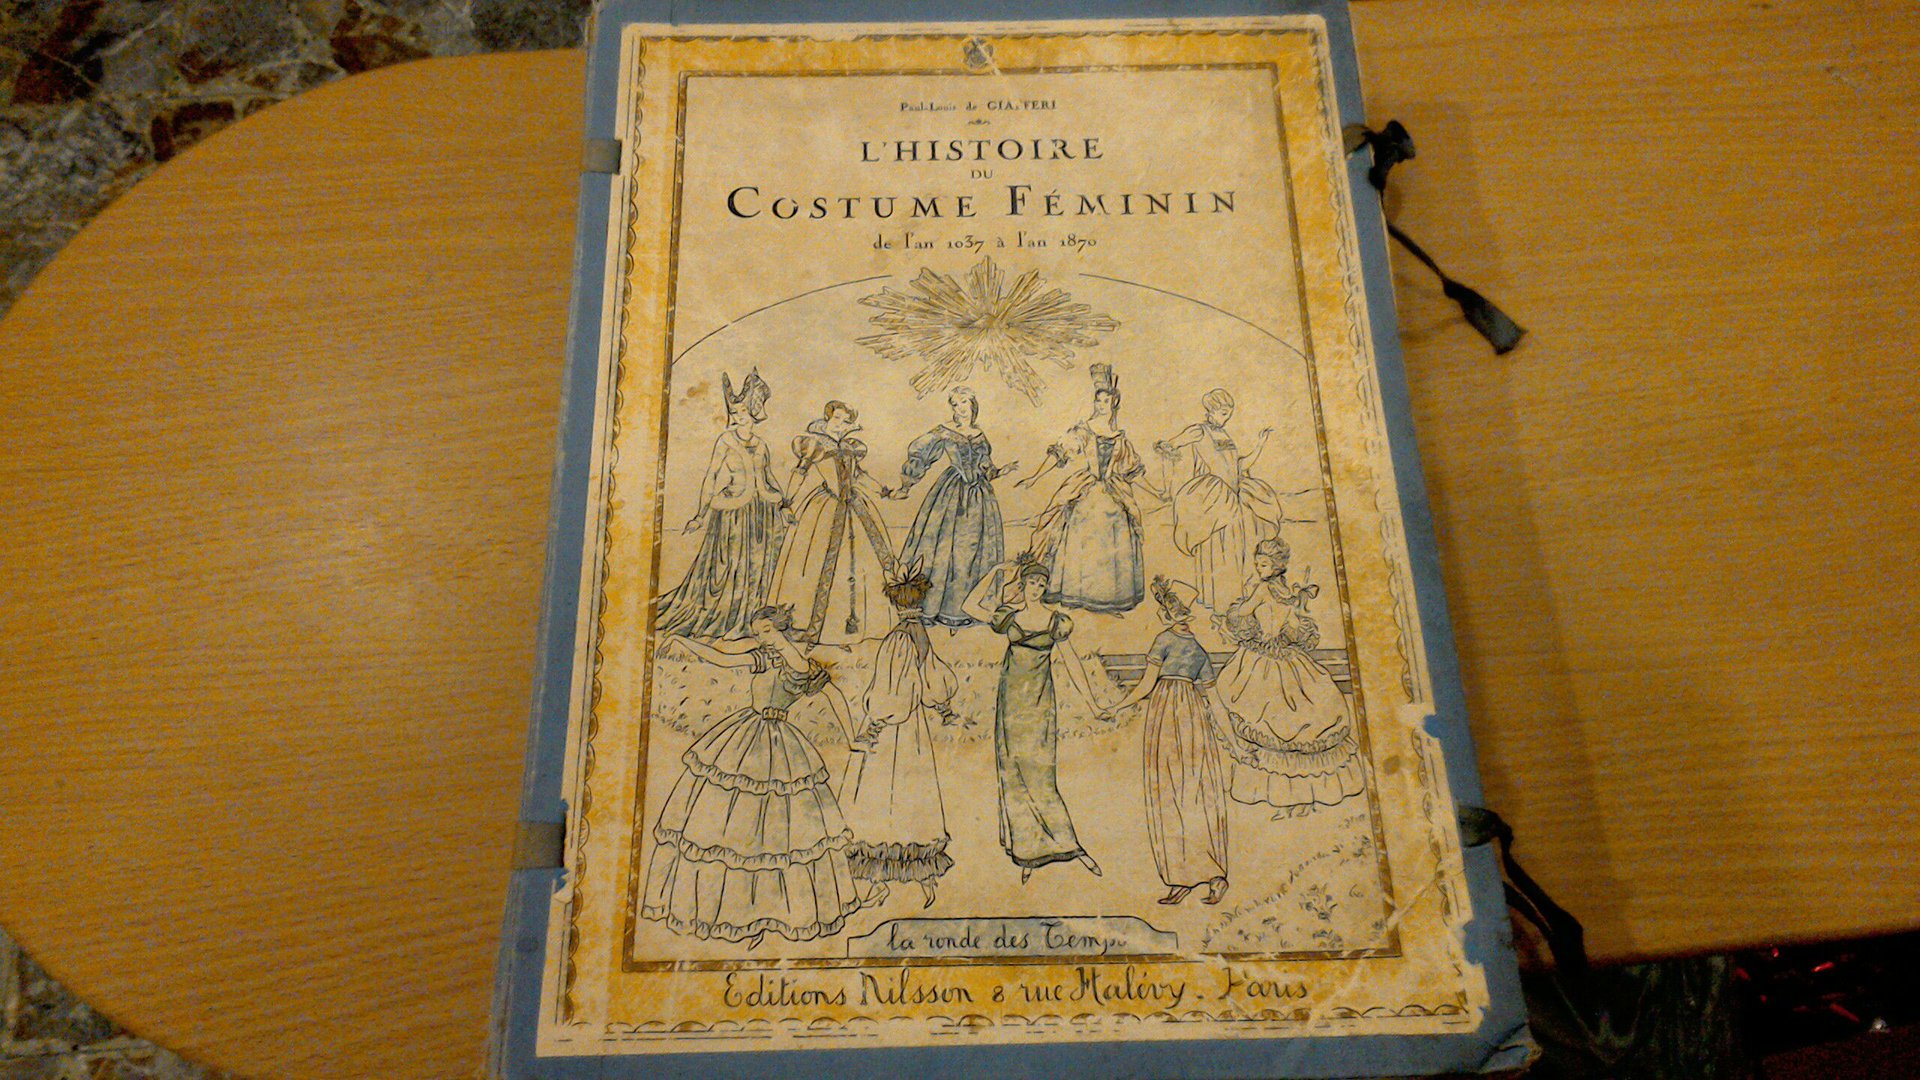 Paul-Louis de GIAFFERI
L'HISTOIRE
DU
COSTUME FÉMININ
de l'an 1037 à l'an 1870
la ronde des Temps
Editions Nilsson 8 rue Halévy. Paris